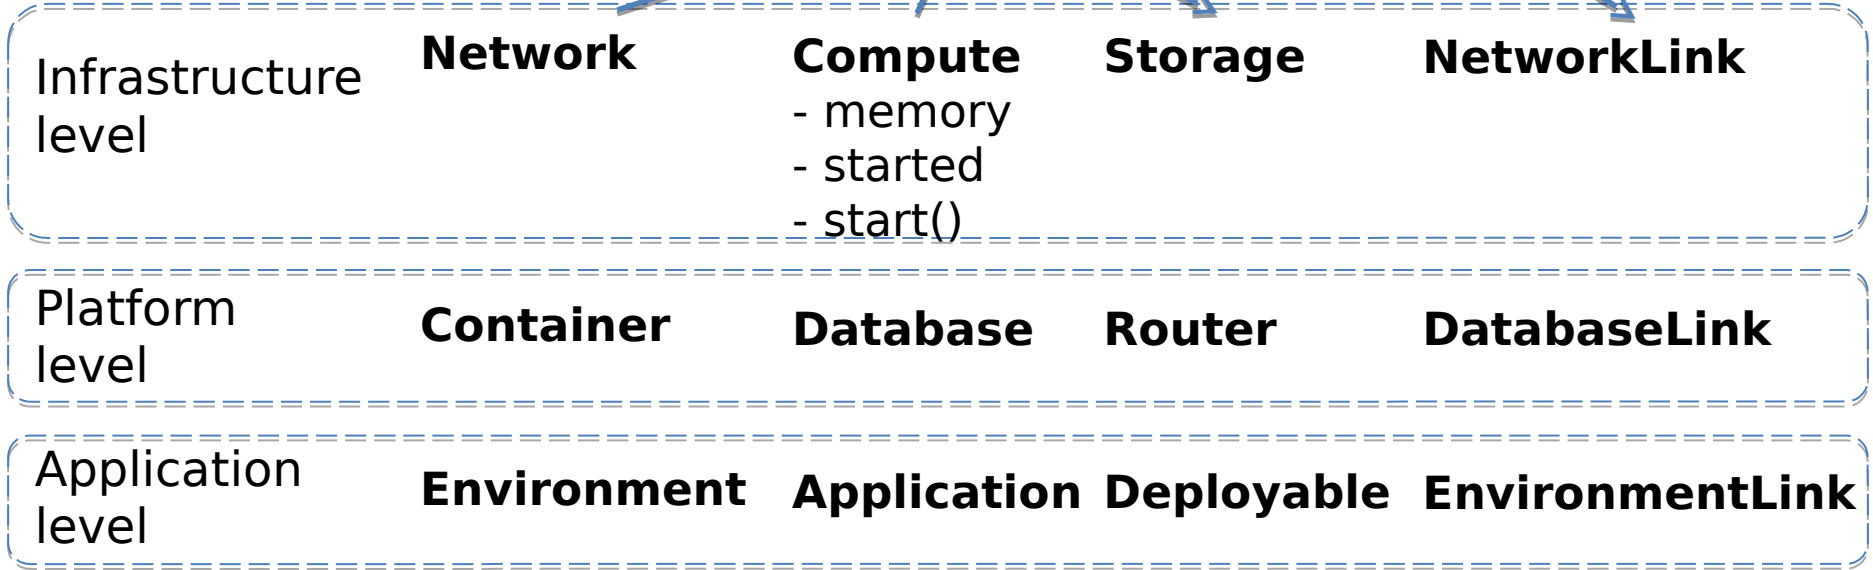 Infrastructure
level
Network
Compute
- memory
- started
- start()
Storage
NetworkLink
Platform
level
Container
Database
Router
DatabaseLink
Application
level
Environment
Application
Deployable
EnvironmentLink